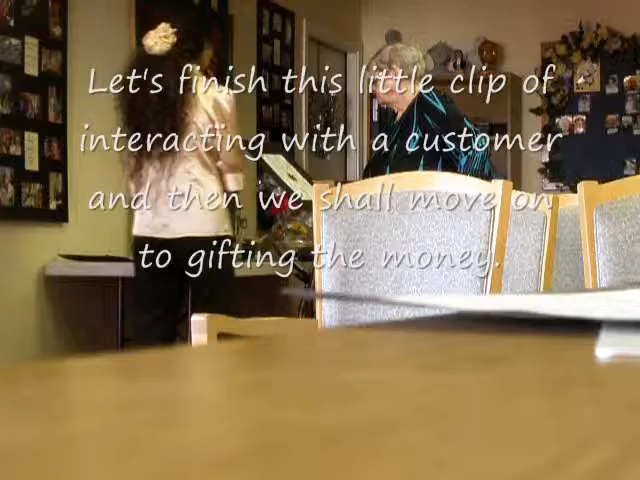 Let's finish this little clip of
interacting with a customer
and then we shall move on
to gifting the money.